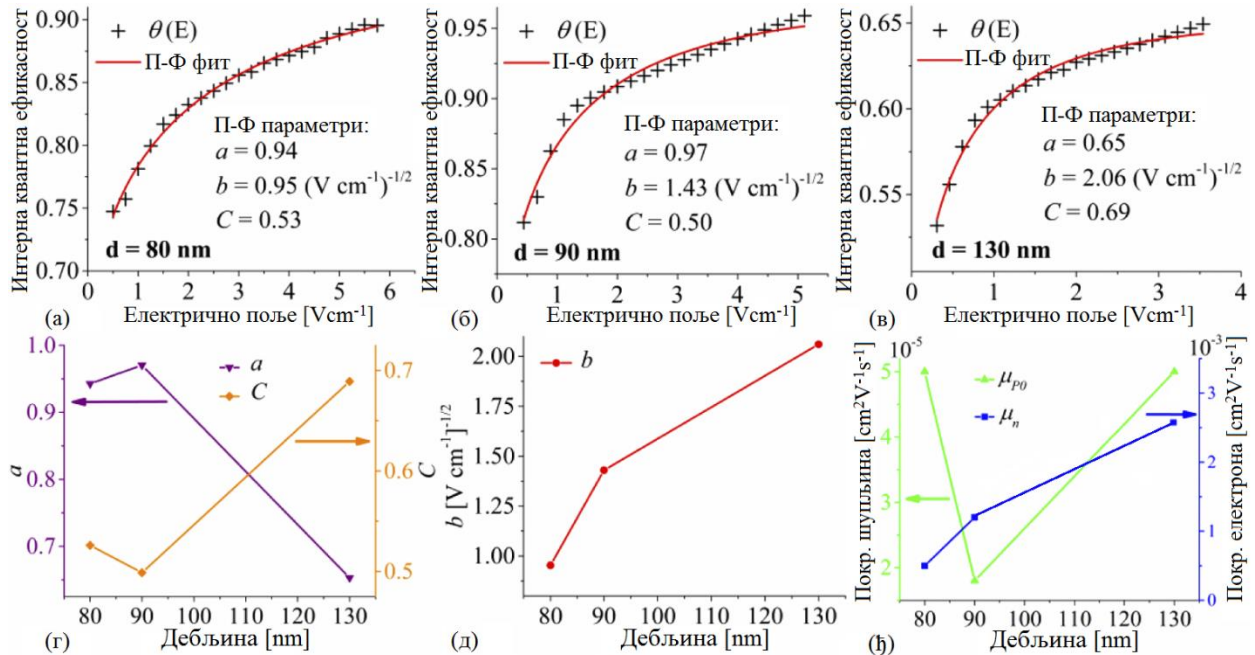 Интерна квантна ефикасност
0.90
0.85
0.80
0.75
0.70
θ(E)
П-Ф фит
П-Ф параметри:
a = 0.94
b = 0.95 (V cm⁻¹)⁻¹/²
C = 0.53
d = 80 nm
0 1 2 3 4 5 6
(а)
Електрично поље [Vcm⁻¹]
Интерна квантна ефикасност
0.95
0.90
0.85
0.80
θ(E)
П-Ф фит
П-Ф параметри:
a = 0.97
b = 1.43 (V cm⁻¹)⁻¹/²
C = 0.50
d = 90 nm
0 1 2 3 4 5
(б)
Електрично поље [Vcm⁻¹]
Интерна квантна ефикасност
0.65
0.60
0.55
θ(E)
П-Ф фит
П-Ф параметри:
a = 0.65
b = 2.06 (V cm⁻¹)⁻¹/²
C = 0.69
d = 130 nm
0 1 2 3 4
(в)
Електрично поље [Vcm⁻¹]
a
1.0
0.9
0.8
0.7
a
C
0.7
0.6
0.5
C
80 90 100 110 120 130
(г)
Дебљина [nm]
b [V cm⁻¹]⁻¹/²
2.00
1.75
1.50
1.25
1.00
b
80 90 100 110 120 130
(д)
Дебљина [nm]
Покр. шупљина [cm²V⁻¹s⁻¹]
10⁻⁵
5
4
3
2
μP0
μn
10⁻³
3
2
1
0
Покр. електрона [cm²V⁻¹s⁻¹]
80 90 100 110 120 130
(ђ)
Дебљина [nm]